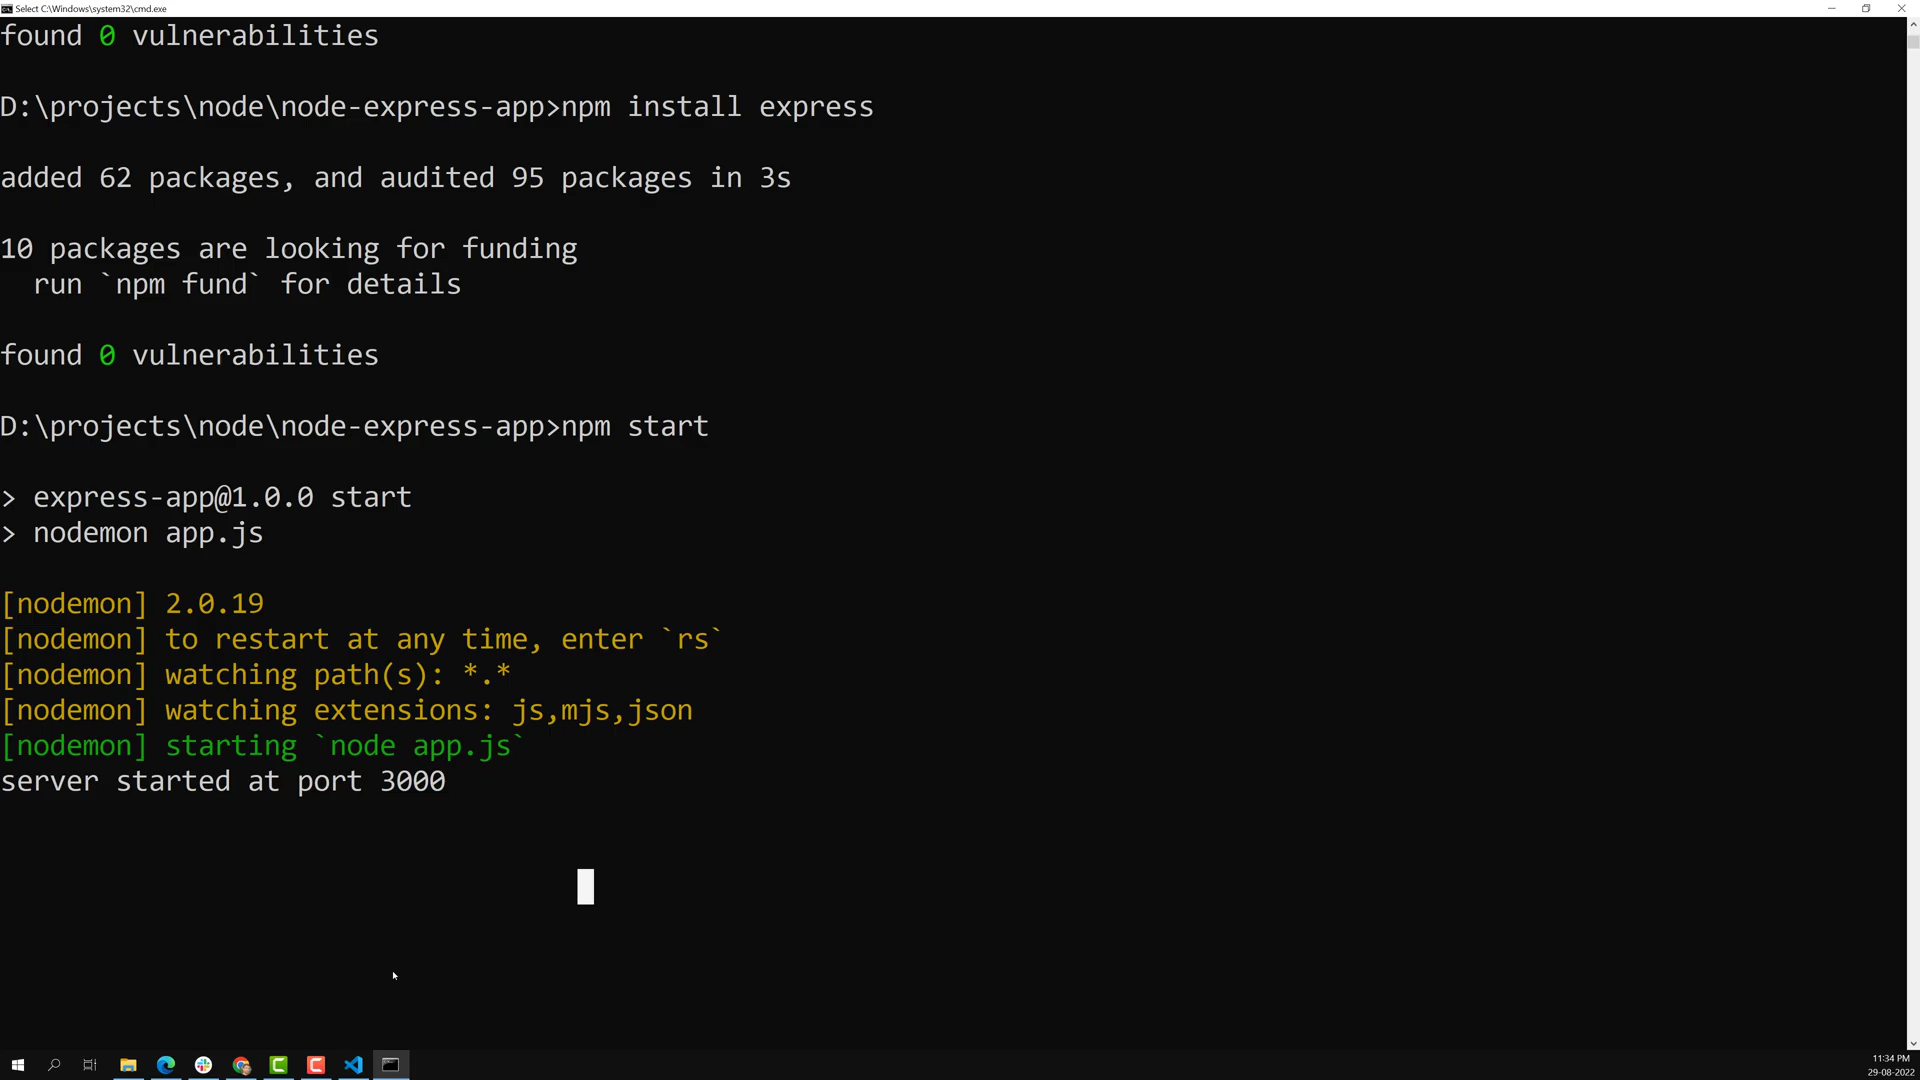 Select C:\Windows\system32\cmd.exe
found 0 vulnerabilities
D:\projects\node\node-express-app>npm install express
added 62 packages, and audited 95 packages in 3s
10 packages are looking for funding
  run `npm fund` for details
found 0 vulnerabilities
D:\projects\node\node-express-app>npm start
> express-app@1.0.0 start
> nodemon app.js
[nodemon] 2.0.19
[nodemon] to restart at any time, enter `rs`
[nodemon] watching path(s): *.*
[nodemon] watching extensions: js,mjs,json
[nodemon] starting `node app.js`
server started at port 3000
11:34 PM
29-08-2022